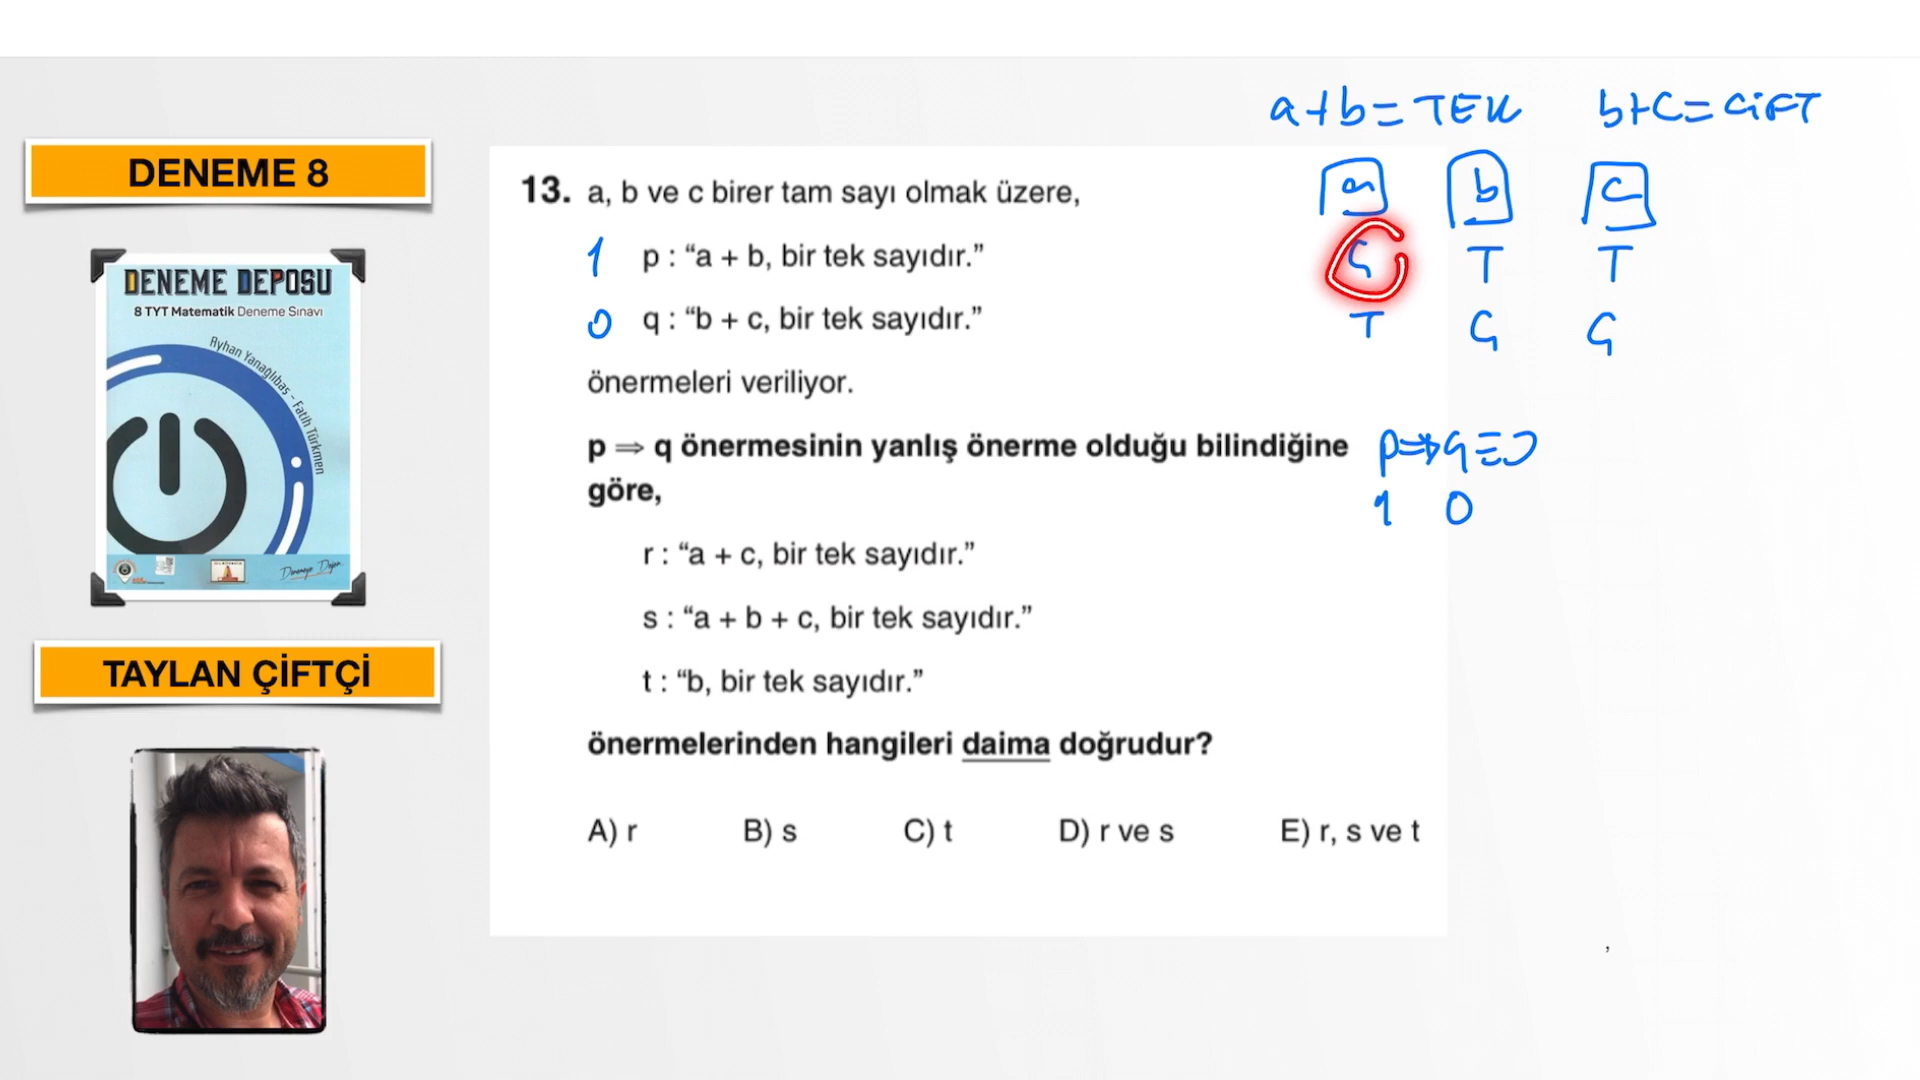 DENEME 8
DENEME DEPOSU
8 TYT Matematik Deneme Sınavı
Ayhan Yanağlıbaş – Fatih Türkmen
TAYLAN ÇİFTÇİ
13. a, b ve c birer tam sayı olmak üzere,
1 p : “a + b, bir tek sayıdır.”
0 q : “b + c, bir tek sayıdır.”
önermeleri veriliyor.
p ⇒ q önermesinin yanlış önerme olduğu bilindiğine
göre,
r : “a + c, bir tek sayıdır.”
s : “a + b + c, bir tek sayıdır.”
t : “b, bir tek sayıdır.”
önermelerinden hangileri daima doğrudur?
A) r B) s C) t D) r ve s E) r, s ve t
a+b=TEK b+c=ÇİFT
a b c
Ç T T
T Ç Ç
p⇒q≡0
1 0